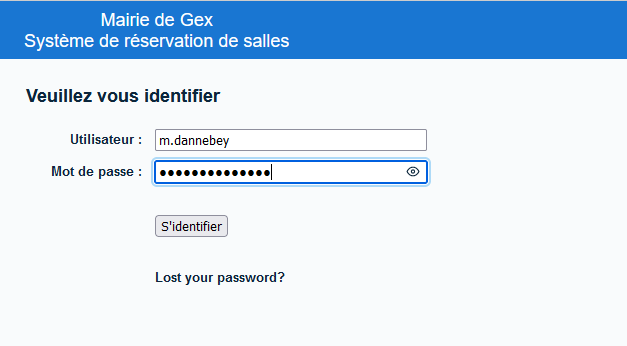 Mairie de Gex
Système de réservation de salles
Veuillez vous identifier
Utilisateur : m.dannebey
Mot de passe : ●●●●●●●●●●●●●●
S'identifier
Lost your password?